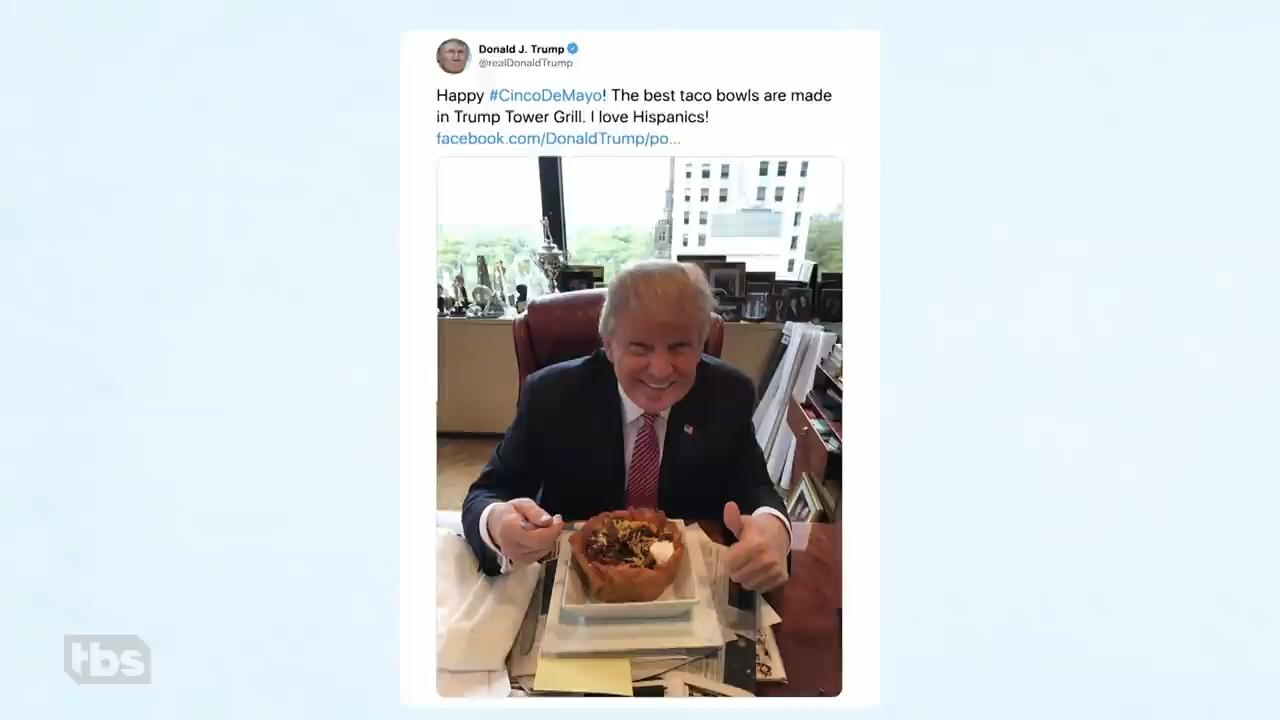 Donald J. Trump
@realDonaldTrump
Happy #CincoDeMayo! The best taco bowls are made
in Trump Tower Grill. I love Hispanics!
facebook.com/DonaldTrump/po...
tbs